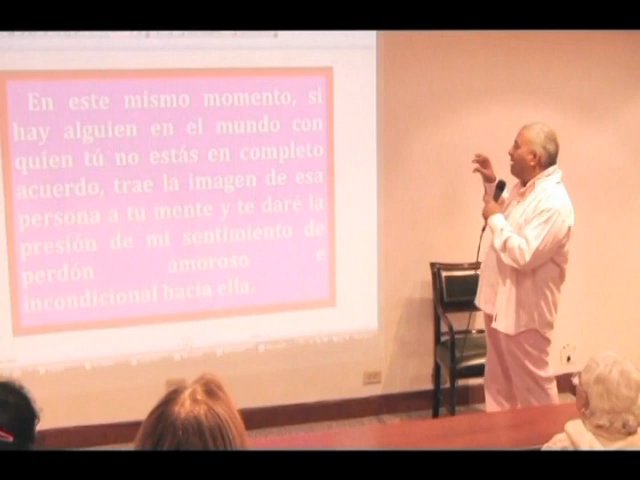 En este mismo momento, si
hay alguien en el mundo con
quien tú no estás en completo
acuerdo, trae la imagen de esa
persona a tu mente y te daré la
presión de mi sentimiento de
perdón amoroso e
incondicional hacia ella.